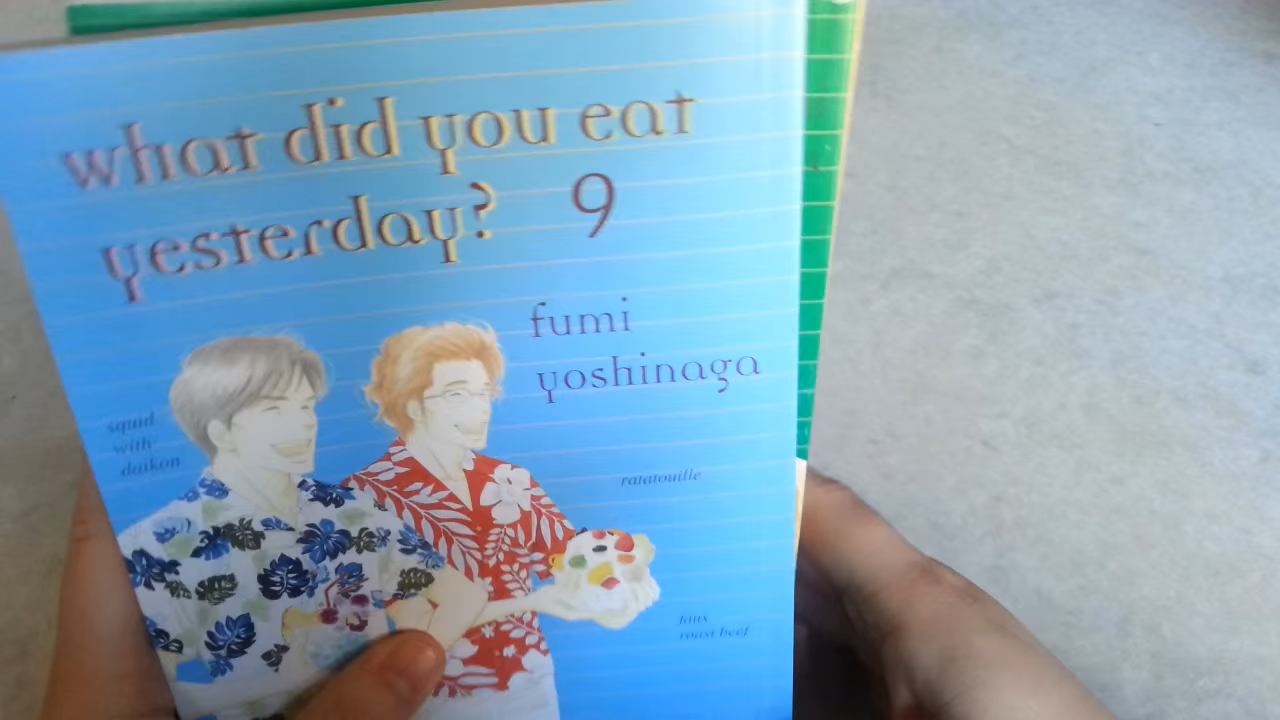 what did you eat
yesterday? 9
fumi
yoshinaga
squid
with
daikon
ratatouille
faux
roast beef